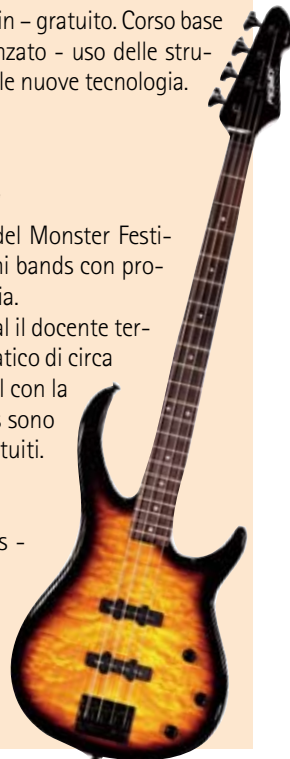 in – gratuito. Corso base
nzato - uso delle stru-
le nuove tecnologia.
del Monster Festi-
ni bands con pro-
ia.
al il docente ter-
atico di circa
l con la
s sono
tuiti.
s -
PEAVEY